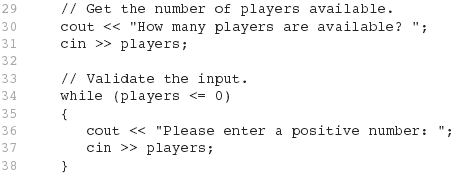 29 // Get the number of players available.
30 cout << "How many players are available? ";
31 cin >> players;
32
33 // Validate the input.
34 while (players <= 0)
35 {
36 cout << "Please enter a positive number: ";
37 cin >> players;
38 }